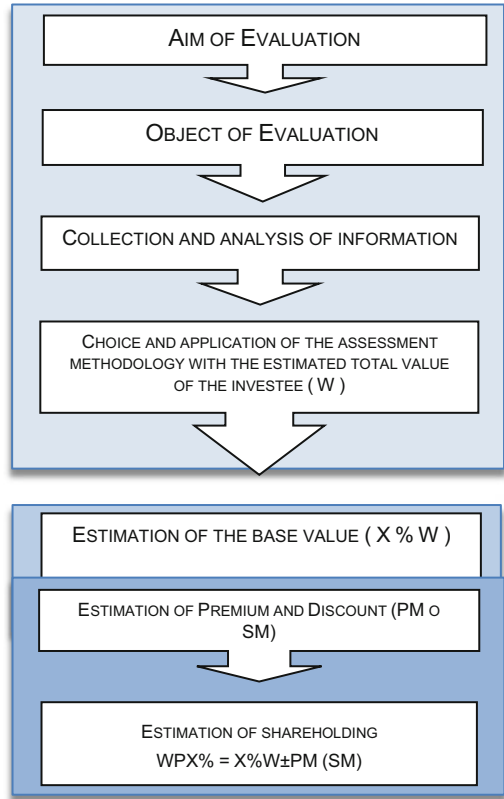 AIM OF EVALUATION
OBJECT OF EVALUATION
COLLECTION AND ANALYSIS OF INFORMATION
CHOICE AND APPLICATION OF THE ASSESSMENT
METHODOLOGY WITH THE ESTIMATED TOTAL VALUE
OF THE INVESTEE ( W )
ESTIMATION OF THE BASE VALUE ( X % W )
ESTIMATION OF PREMIUM AND DISCOUNT (PM O
SM)
ESTIMATION OF SHAREHOLDING
WPX% = X%W±PM (SM)